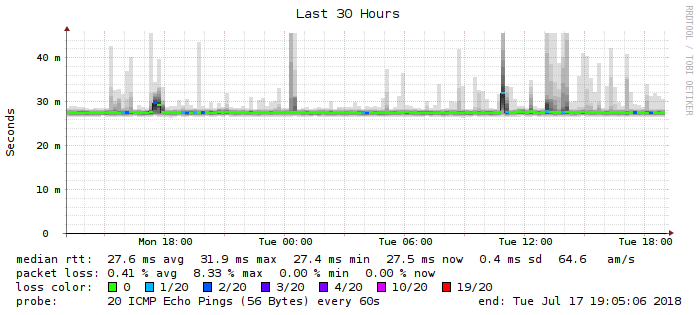 Last 30 Hours
RRDTOOL / TOBI OETIKER
Seconds
40 m
30 m
20 m
10 m
0
Mon 18:00 Tue 00:00 Tue 06:00 Tue 12:00 Tue 18:00
median rtt: 27.6 ms avg 31.9 ms max 27.4 ms min 27.5 ms now 0.4 ms sd 64.6 am/s
packet loss: 0.41 % avg 8.33 % max 0.00 % min 0.00 % now
loss color: 0 1/20 2/20 3/20 4/20 10/20 19/20
probe: 20 ICMP Echo Pings (56 Bytes) every 60s end: Tue Jul 17 19:05:06 2018